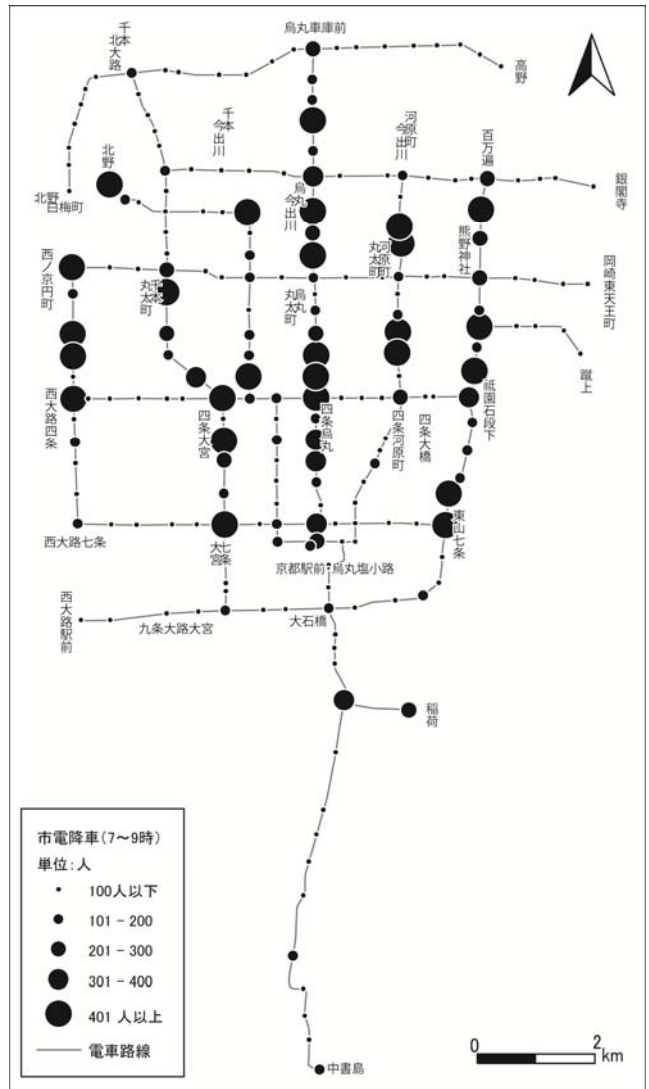 烏丸車庫前
千本
北大路
高野
千本
今出川
河原町
今出川
百万遍
北野
北野
白梅町
烏丸
今出川
銀閣寺
熊野神社
西ノ京円町
千本
丸太町
烏丸
丸太町
河原町
丸太町
岡崎東天王町
蹴上
西大路四条
四条大宮
四条烏丸
四条河原町
四条大橋
祇園石段下
西大路七条
七条
大宮
東山七条
京都駅前
烏丸塩小路
西大路駅前
九条大路大宮
大石橋
稲荷
中書島
市電降車(7～9時)
単位:人
100人以下
101 - 200
201 - 300
301 - 400
401 人以上
電車路線
0 2
km